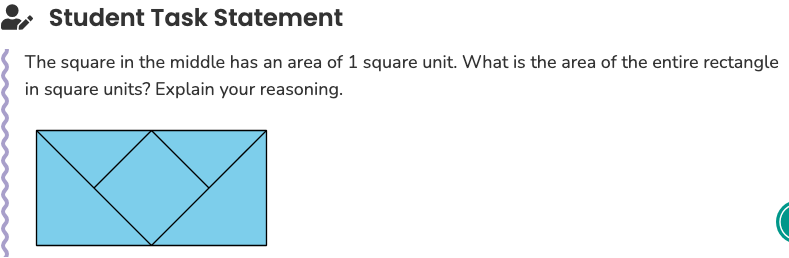 Student Task Statement
The square in the middle has an area of 1 square unit. What is the area of the entire rectangle
in square units? Explain your reasoning.